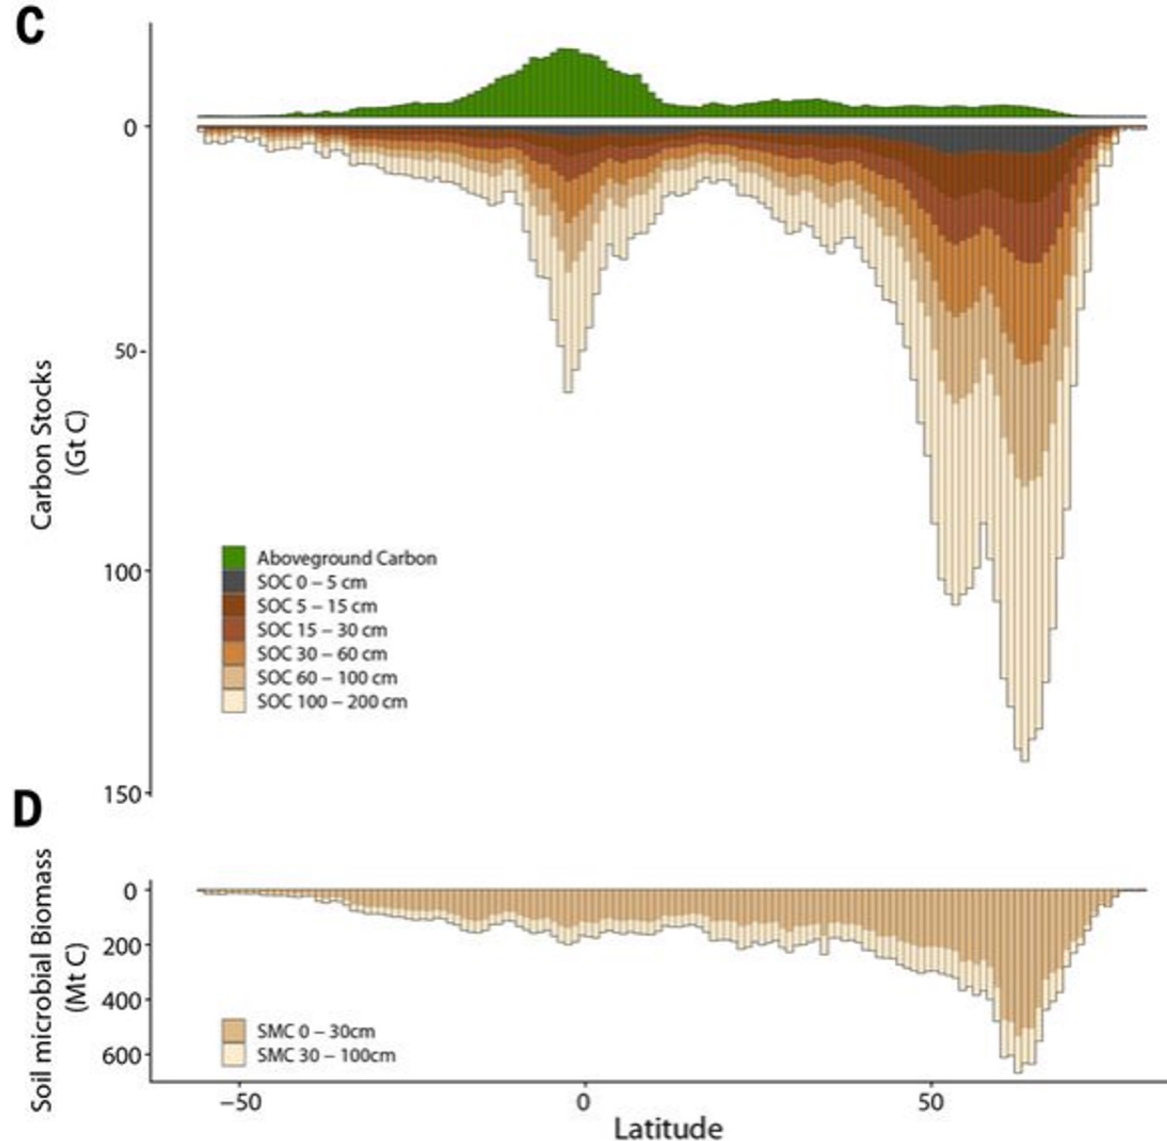 C
0
50
100
150
Carbon Stocks
(Gt C)
Aboveground Carbon
SOC 0 – 5 cm
SOC 5 – 15 cm
SOC 15 – 30 cm
SOC 30 – 60 cm
SOC 60 – 100 cm
SOC 100 – 200 cm
D
0
200
400
600
Soil microbial Biomass
(Mt C)
SMC 0 – 30cm
SMC 30 – 100cm
−50
0
50
Latitude